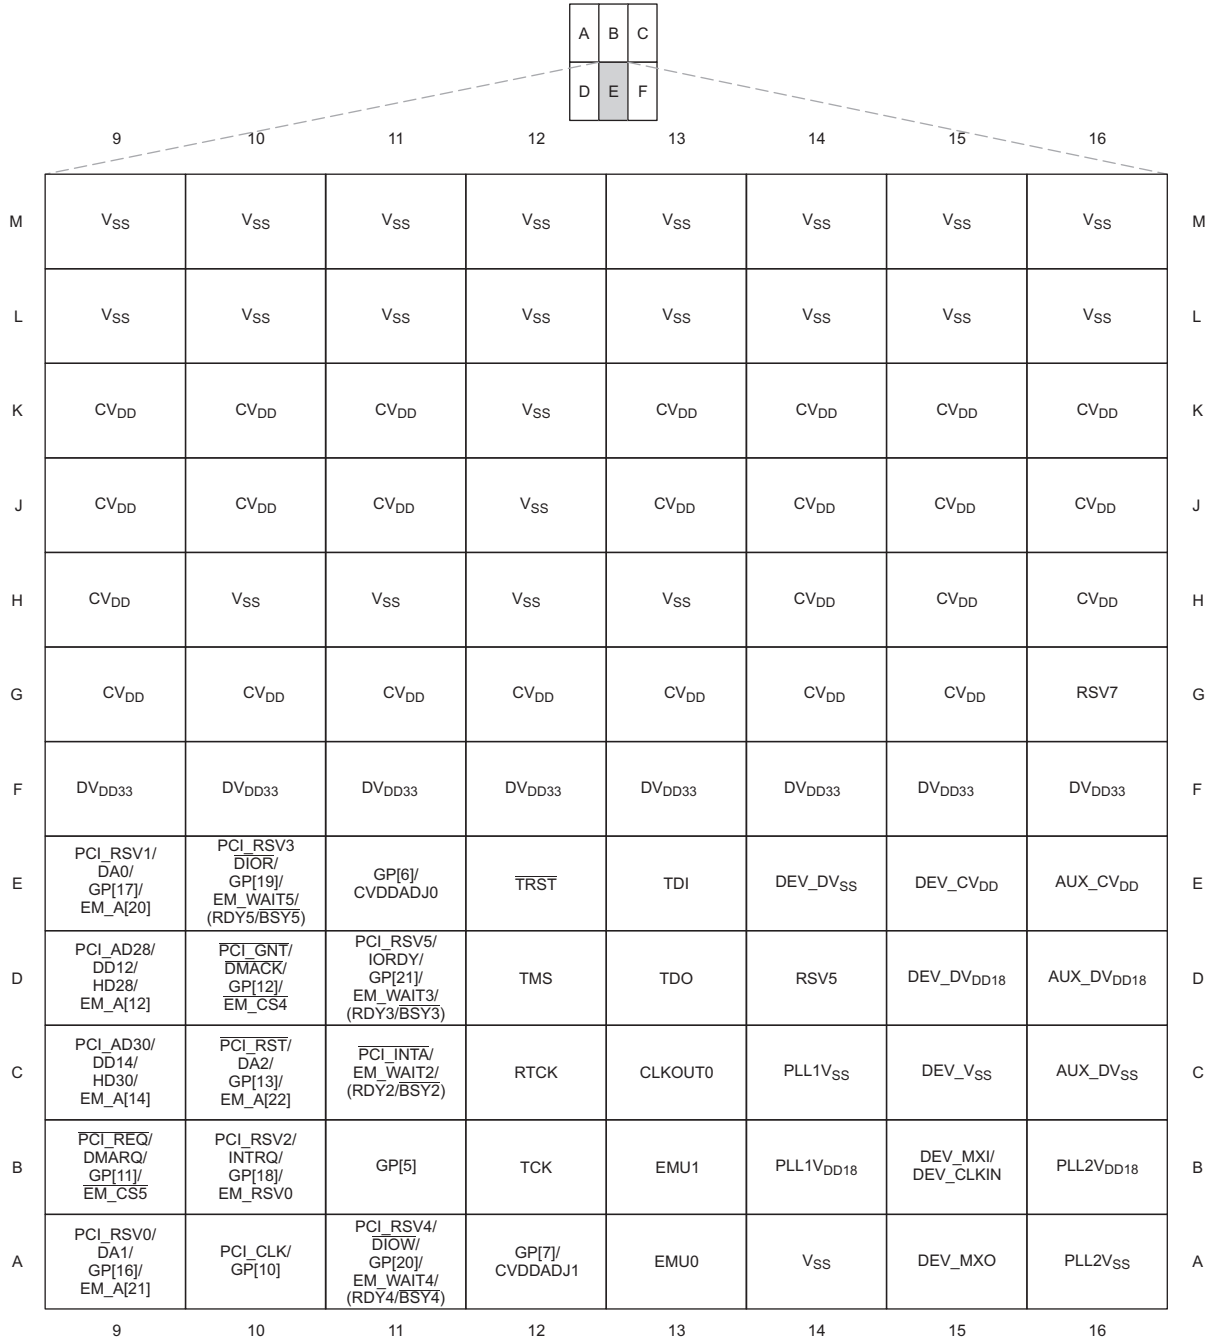 A B C
D E F
9 10 11 12 13 14 15 16
M VSS VSS VSS VSS VSS VSS VSS VSS M
L VSS VSS VSS VSS VSS VSS VSS VSS L
K CVDD CVDD CVDD VSS CVDD CVDD CVDD CVDD K
J CVDD CVDD CVDD VSS CVDD CVDD CVDD CVDD J
H CVDD VSS VSS VSS VSS CVDD CVDD CVDD H
G CVDD CVDD CVDD CVDD CVDD CVDD CVDD RSV7 G
F DVDD33 DVDD33 DVDD33 DVDD33 DVDD33 DVDD33 DVDD33 DVDD33 F
E
PCI_RSV1/
DA0/
GP[17]/
EM_A[20]
PCI_RSV3
DIOR/
GP[19]/
EM_WAIT5/
(RDY5/BSY5)
GP[6]/
CVDDADJ0
TRST
TDI
DEV_DVSS
DEV_CVDD
AUX_CVDD
E
D
PCI_AD28/
DD12/
HD28/
EM_A[12]
PCI_GNT/
DMACK/
GP[12]/
EM_CS4
PCI_RSV5/
IORDY/
GP[21]/
EM_WAIT3/
(RDY3/BSY3)
TMS
TDO
RSV5
DEV_DVDD18
AUX_DVDD18
D
C
PCI_AD30/
DD14/
HD30/
EM_A[14]
PCI_RST/
DA2/
GP[13]/
EM_A[22]
PCI_INTA/
EM_WAIT2/
(RDY2/BSY2)
RTCK
CLKOUT0
PLL1VSS
DEV_VSS
AUX_DVSS
C
B
PCI_REQ/
DMARQ/
GP[11]/
EM_CS5
PCI_RSV2/
INTRQ/
GP[18]/
EM_RSV0
GP[5]
TCK
EMU1
PLL1VDD18
DEV_MXI/
DEV_CLKIN
PLL2VDD18
B
A
PCI_RSV0/
DA1/
GP[16]/
EM_A[21]
PCI_CLK/
GP[10]
PCI_RSV4/
DIOW/
GP[20]/
EM_WAIT4/
(RDY4/BSY4)
GP[7]/
CVDDADJ1
EMU0
VSS
DEV_MXO
PLL2VSS
A
9 10 11 12 13 14 15 16